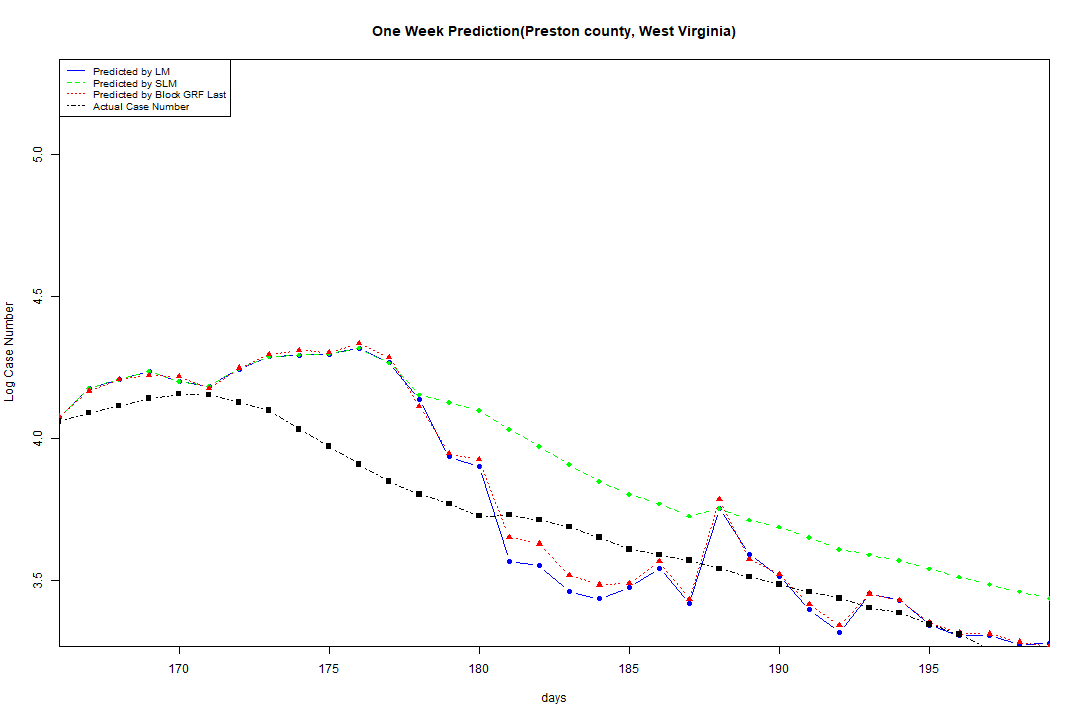 One Week Prediction(Preston county, West Virginia)
Predicted by LM
Predicted by SLM
Predicted by Block GRF Last
Actual Case Number
Log Case Number
5.0
4.5
4.0
3.5
170 175 180 185 190 195
days